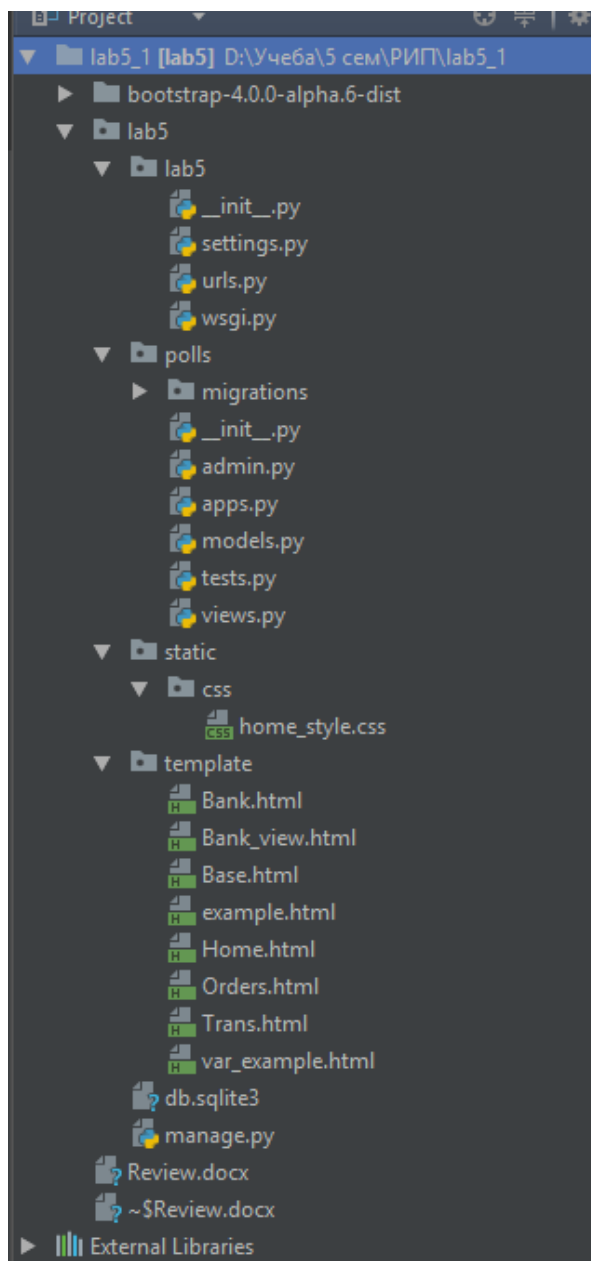 Project
lab5_1 [lab5] D:\Учеба\5 сем\РИП\lab5_1
bootstrap-4.0.0-alpha.6-dist
lab5
lab5
__init__.py
settings.py
urls.py
wsgi.py
polls
migrations
__init__.py
admin.py
apps.py
models.py
tests.py
views.py
static
css
home_style.css
template
Bank.html
Bank_view.html
Base.html
example.html
Home.html
Orders.html
Trans.html
var_example.html
db.sqlite3
manage.py
Review.docx
~$Review.docx
External Libraries